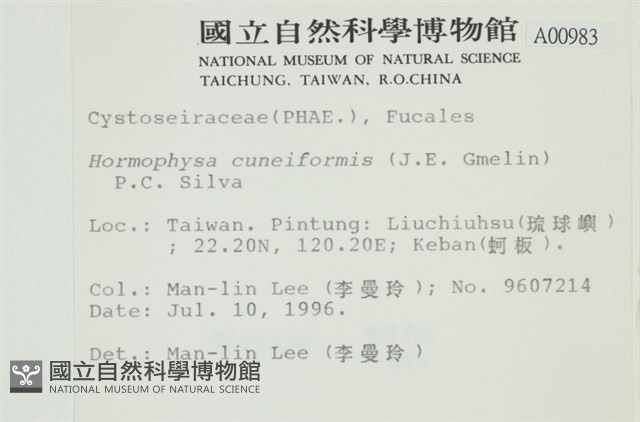 國立自然科學博物館 A00983
NATIONAL MUSEUM OF NATURAL SCIENCE
TAICHUNG, TAIWAN, R.O.CHINA
Cystoseiraceae(PHAE.), Fucales
Hormophysa cuneiformis (J.E. Gmelin)
P.C. Silva
Loc.: Taiwan. Pintung: Liuchiuhsu(琉球嶼)
; 22.20N, 120.20E; Keban(蚵板).
Col.: Man-lin Lee (李曼玲); No. 9607214
Date: Jul. 10, 1996.
Det.: Man-lin Lee (李曼玲)
國立自然科學博物館
NATIONAL MUSEUM OF NATURAL SCIENCE